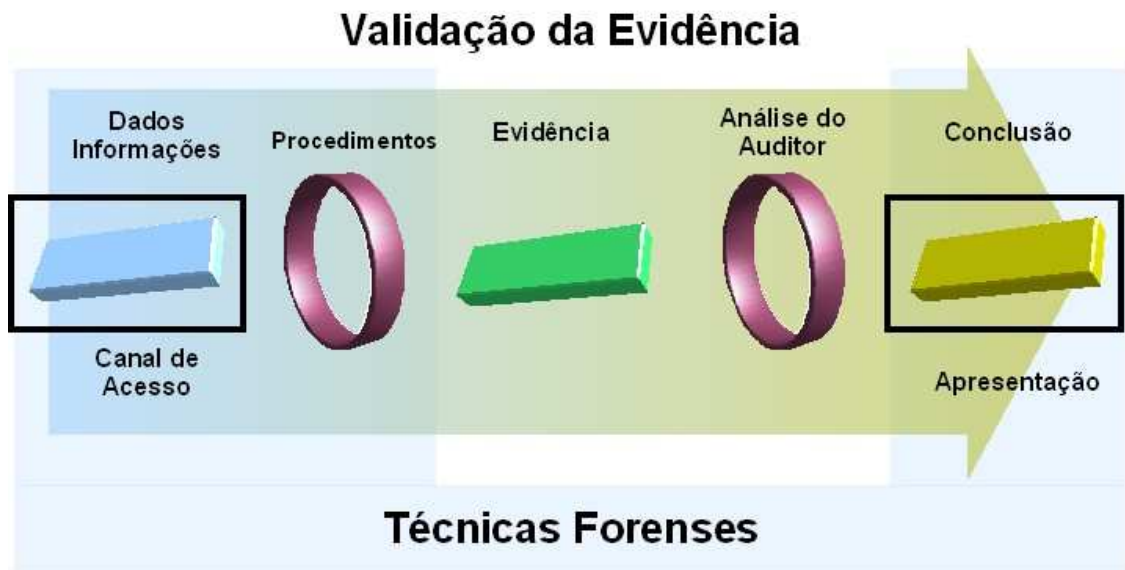 Validação da Evidência
Dados
Informações
Procedimentos
Evidência
Análise do
Auditor
Conclusão
Canal de
Acesso
Apresentação
Técnicas Forenses